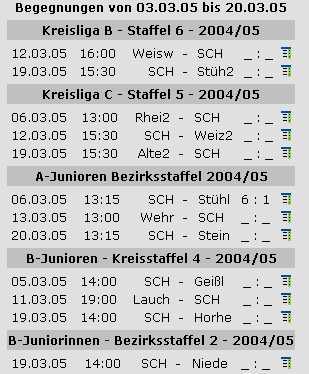 Begegnungen von 03.03.05 bis 20.03.05
Kreisliga B - Staffel 6 - 2004/05
12.03.05 16:00 Weisw - SCH _ : _
19.03.05 15:30 SCH - Stüh2 _ : _
Kreisliga C - Staffel 5 - 2004/05
06.03.05 13:00 Rhei2 - SCH _ : _
12.03.05 15:30 SCH - Weiz2 _ : _
19.03.05 15:30 Alte2 - SCH _ : _
A-Junioren Bezirksstaffel 2004/05
06.03.05 13:15 SCH - Stühl 6 : 1
13.03.05 13:00 Wehr - SCH _ : _
20.03.05 13:15 SCH - Stein _ : _
B-Junioren - Kreisstaffel 4 - 2004/05
05.03.05 14:00 SCH - Geißl _ : _
11.03.05 19:00 Lauch - SCH _ : _
19.03.05 14:00 SCH - Horhe _ : _
B-Juniorinnen - Bezirksstaffel 2 - 2004/05
19.03.05 14:00 SCH - Niede _ : _